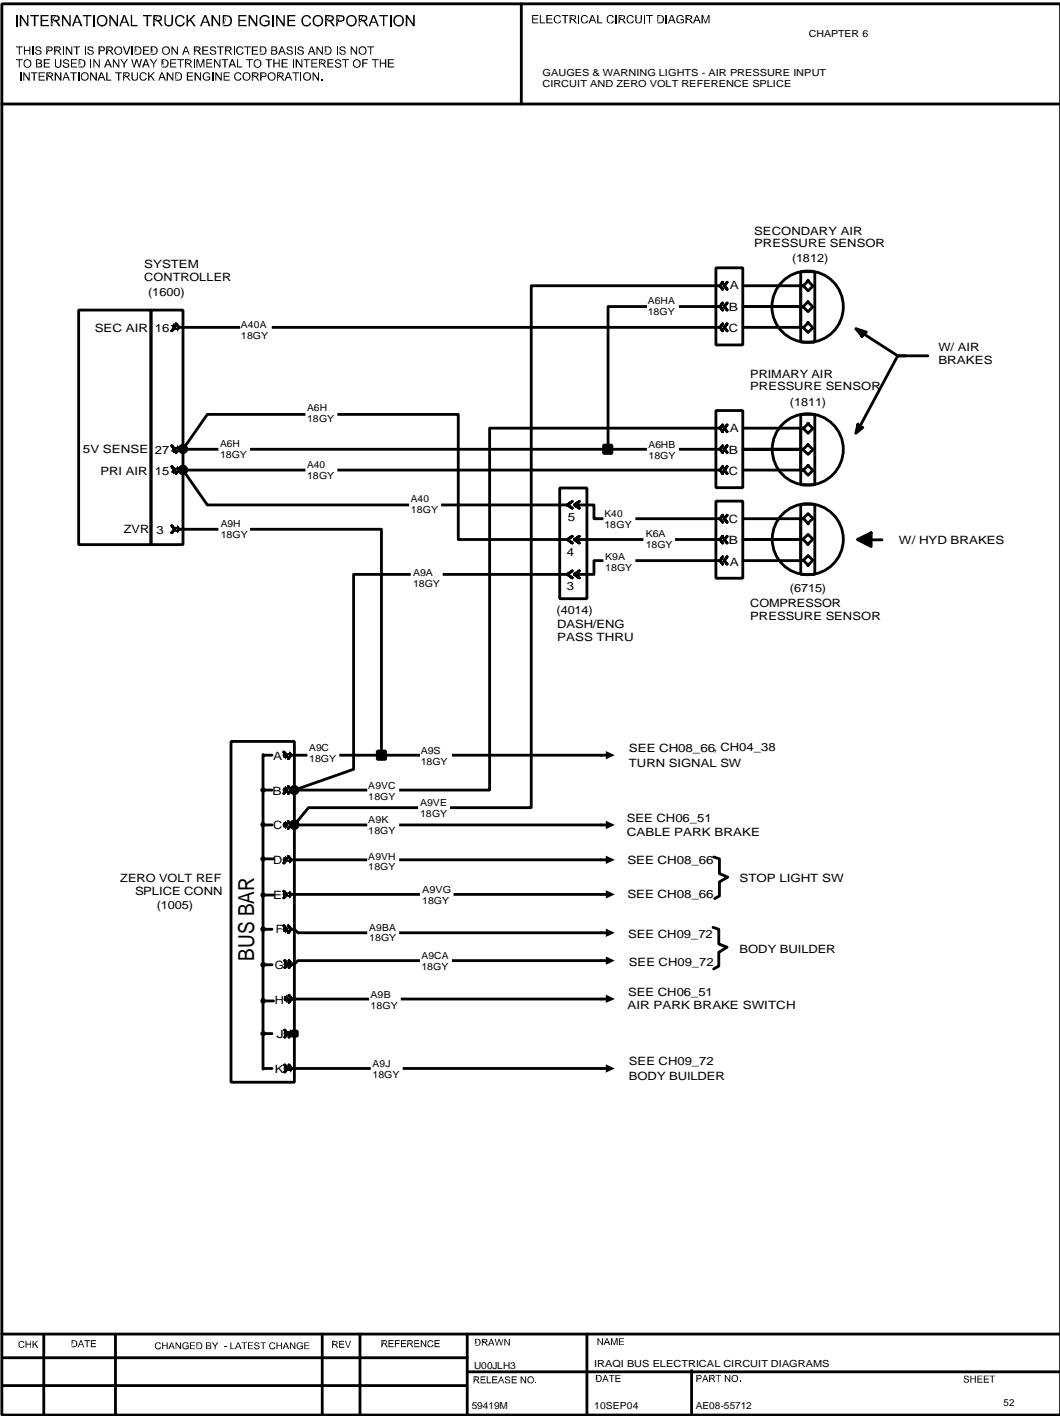 INTERNATIONAL TRUCK AND ENGINE CORPORATION
THIS PRINT IS PROVIDED ON A RESTRICTED BASIS AND IS NOT
TO BE USED IN ANY WAY DETRIMENTAL TO THE INTEREST OF THE
INTERNATIONAL TRUCK AND ENGINE CORPORATION.
ELECTRICAL CIRCUIT DIAGRAM
CHAPTER 6
GAUGES & WARNING LIGHTS - AIR PRESSURE INPUT
CIRCUIT AND ZERO VOLT REFERENCE SPLICE
SECONDARY AIR
PRESSURE SENSOR
(1812)
SYSTEM
CONTROLLER
(1600)
A
B
C
A6HA
18GY
SEC AIR 16
A40A
18GY
W/ AIR
BRAKES
PRIMARY AIR
PRESSURE SENSOR
(1811)
A6H
18GY
A
B
C
5V SENSE 27
A6H
18GY
A6HB
18GY
PRI AIR 15
A40
18GY
A40
18GY
5
K40
18GY
C
B
A
ZVR 3
A9H
18GY
4
K6A
18GY
W/ HYD BRAKES
A9A
18GY
3
K9A
18GY
(6715)
COMPRESSOR
PRESSURE SENSOR
(4014)
DASH/ENG
PASS THRU
A
A9C
18GY
A9S
18GY
SEE CH08_66, CH04_38
TURN SIGNAL SW
B
A9VC
18GY
A9VE
18GY
C
A9K
18GY
SEE CH06_51
CABLE PARK BRAKE
D
A9VH
18GY
SEE CH08_66
STOP LIGHT SW
ZERO VOLT REF
SPLICE CONN
(1005)
BUS BAR
E
A9VG
18GY
SEE CH08_66
F
A9BA
18GY
SEE CH09_72
BODY BUILDER
G
A9CA
18GY
SEE CH09_72
H
A9B
18GY
SEE CH06_51
AIR PARK BRAKE SWITCH
J
K
A9J
18GY
SEE CH09_72
BODY BUILDER
CHK DATE CHANGED BY - LATEST CHANGE REV REFERENCE
DRAWN
U00JLH3
NAME
IRAQI BUS ELECTRICAL CIRCUIT DIAGRAMS
RELEASE NO.
59419M
DATE
10SEP04
PART NO.
AE08-55712
SHEET
52